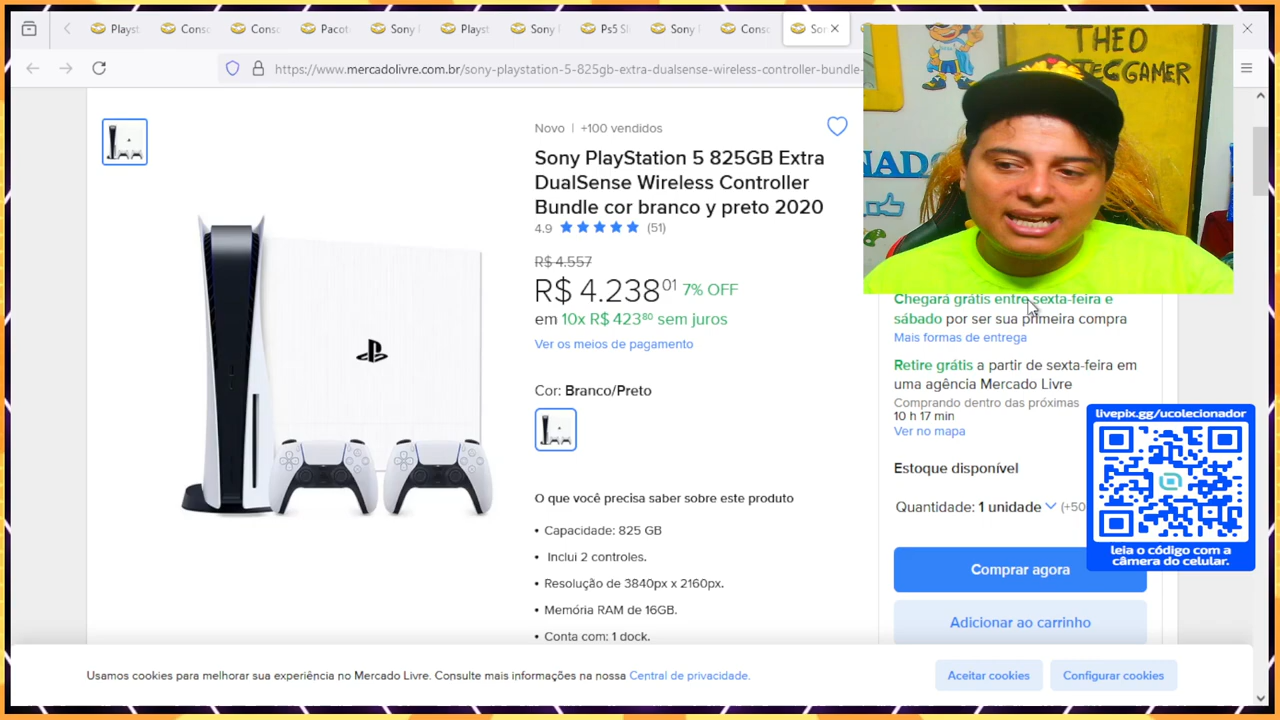 Playst
Consc
Consc
Pacot
Sony
Playst
Sony
Ps5 Sl
Sony
Consc
Son
https://www.mercadolivre.com.br/sony-playstation-5-825gb-extra-dualsense-wireless-controller-bundle-
THEO
TECGAMER
NADO
Novo | +100 vendidos
Sony PlayStation 5 825GB Extra
DualSense Wireless Controller
Bundle cor branco y preto 2020
4.9 (51)
R$ 4.557
R$ 4.238 01 7% OFF
em 10x R$ 423 80 sem juros
Ver os meios de pagamento
Cor: Branco/Preto
O que você precisa saber sobre este produto
• Capacidade: 825 GB
• Inclui 2 controles.
• Resolução de 3840px x 2160px.
• Memória RAM de 16GB.
• Conta com: 1 dock.
Chegará grátis entre sexta-feira e
sábado por ser sua primeira compra
Mais formas de entrega
Retire grátis a partir de sexta-feira em
uma agência Mercado Livre
Comprando dentro das próximas
10 h 17 min
Ver no mapa
Estoque disponível
Quantidade: 1 unidade (+50
Comprar agora
Adicionar ao carrinho
livepix.gg/ucolecionador
leia o código com a
câmera do celular.
Usamos cookies para melhorar sua experiência no Mercado Livre. Consulte mais informações na nossa Central de privacidade.
Aceitar cookies
Configurar cookies